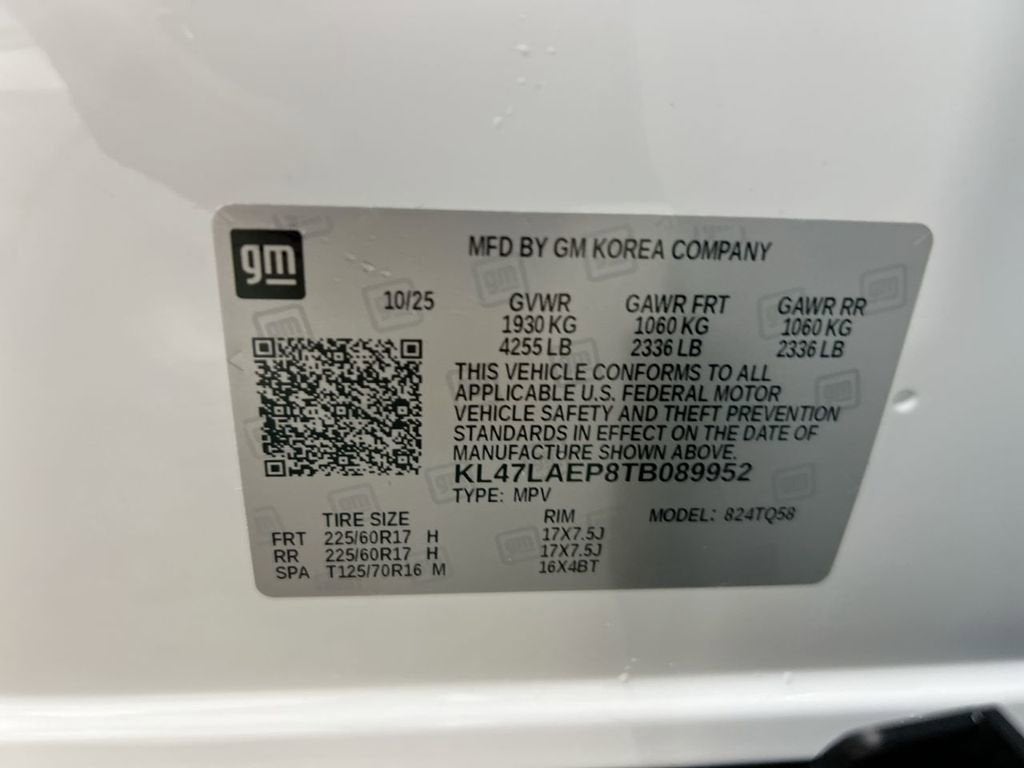 gm
MFD BY GM KOREA COMPANY
10/25 GVWR GAWR FRT GAWR RR
1930 KG 1060 KG 1060 KG
4255 LB 2336 LB 2336 LB
THIS VEHICLE CONFORMS TO ALL
APPLICABLE U.S. FEDERAL MOTOR
VEHICLE SAFETY AND THEFT PREVENTION
STANDARDS IN EFFECT ON THE DATE OF
MANUFACTURE SHOWN ABOVE.
KL47LAEP8TB089952
TYPE: MPV
TIRE SIZE RIM MODEL: 824TQ58
FRT 225/60R17 H 17X7.5J
RR 225/60R17 H 17X7.5J
SPA T125/70R16 M 16X4BT